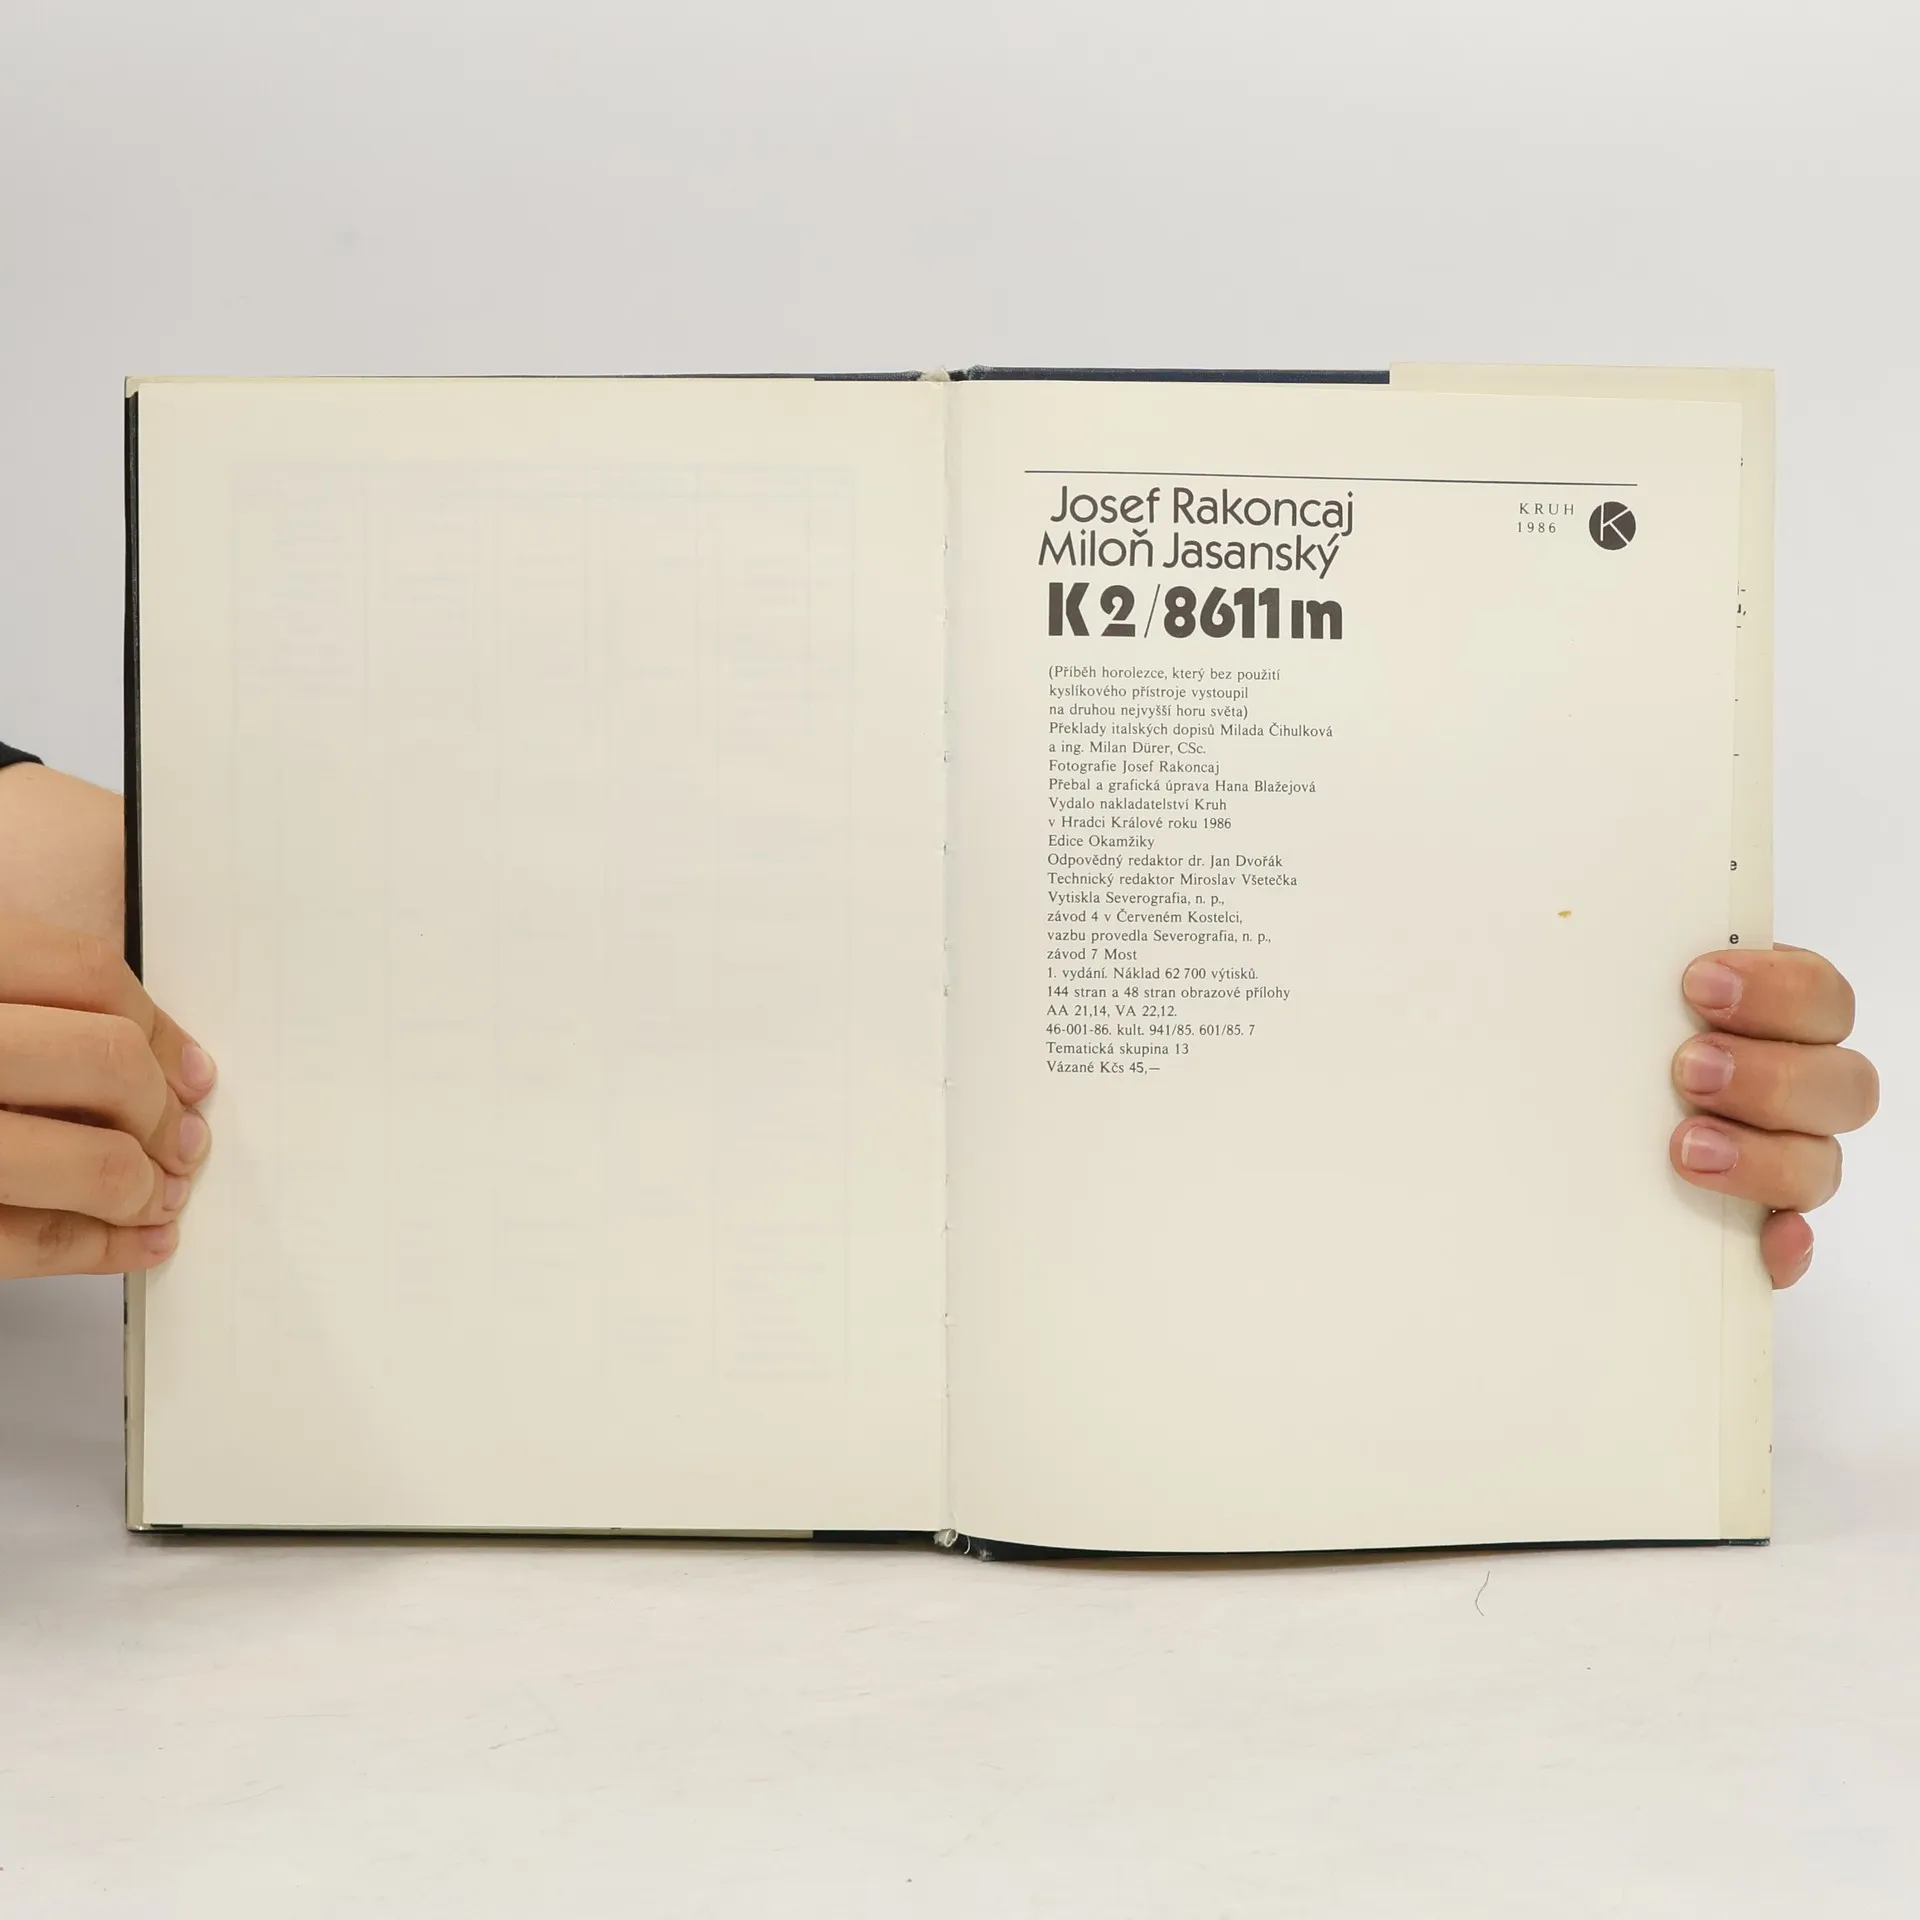 Josef Rakoncaj
Miloň Jasanský
K2/8611m
KRUH
1986
K
(Příběh horolezce, který bez použití
kyslíkového přístroje vystoupil
na druhou nejvyšší horu světa)
Překlady italských dopisů Milada Čihulková
a ing. Milan Dürer, CSc.
Fotografie Josef Rakoncaj
Přebal a grafická úprava Hana Blažejová
Vydalo nakladatelství Kruh
v Hradci Králové roku 1986
Edice Okamžiky
Odpovědný redaktor dr. Jan Dvořák
Technický redaktor Miroslav Všetečka
Vytiskla Severografia, n. p.,
závod 4 v Červeném Kostelci,
vazbu provedla Severografia, n. p.,
závod 7 Most
1. vydání. Náklad 62 700 výtisků.
144 stran a 48 stran obrazové přílohy
AA 21,14, VA 22,12.
46-001-86. kult. 941/85. 601/85. 7
Tematická skupina 13
Vázané Kčs 45,—